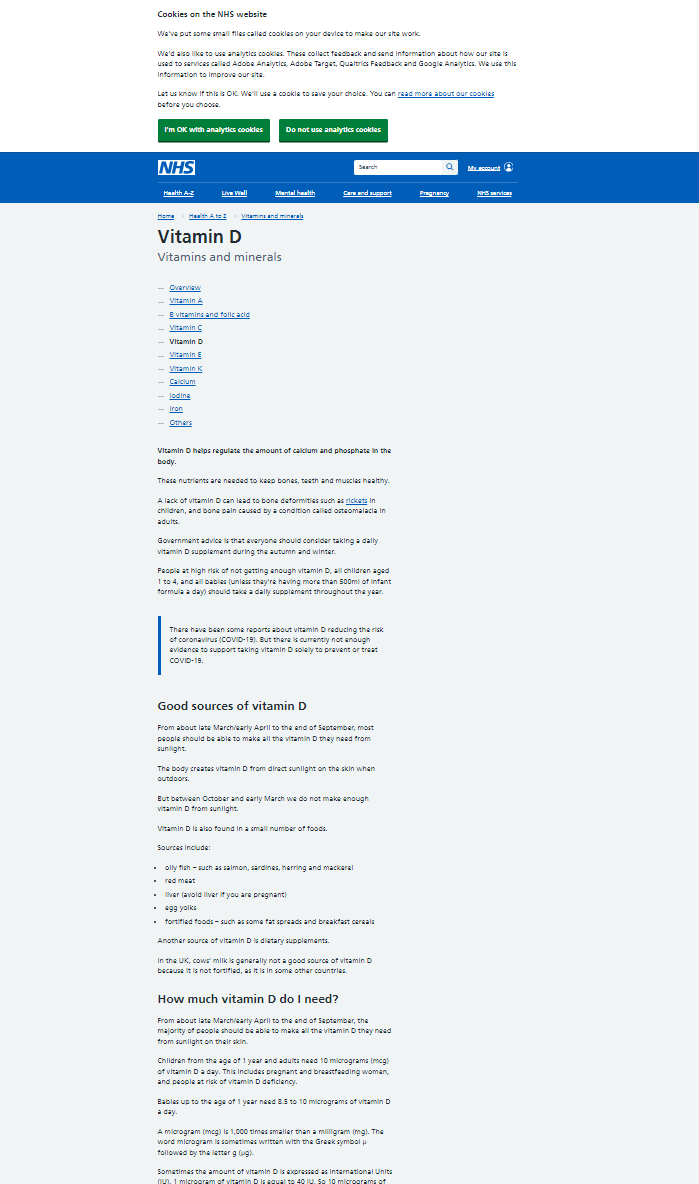 Cookies on the NHS website
We've put some small files called cookies on your device to make our site work.
We'd also like to use analytics cookies. These collect feedback and send information about how our site is
used to services called Adobe Analytics, Adobe Target, Qualtrics Feedback and Google Analytics. We use this
information to improve our site.
Let us know if this is OK. We'll use a cookie to save your choice. You can read more about our cookies
before you choose.
I'm OK with analytics cookies Do not use analytics cookies
NHS Search My account
Health A-Z Live Well Mental health Care and support Pregnancy NHS services
Home Health A to Z Vitamins and minerals
Vitamin D
Vitamins and minerals
— Overview
— Vitamin A
— B vitamins and folic acid
— Vitamin C
— Vitamin D
— Vitamin E
— Vitamin K
— Calcium
— Iodine
— Iron
— Others
Vitamin D helps regulate the amount of calcium and phosphate in the
body.
These nutrients are needed to keep bones, teeth and muscles healthy.
A lack of vitamin D can lead to bone deformities such as rickets in
children, and bone pain caused by a condition called osteomalacia in
adults.
Government advice is that everyone should consider taking a daily
vitamin D supplement during the autumn and winter.
People at high risk of not getting enough vitamin D, all children aged
1 to 4, and all babies (unless they're having more than 500ml of infant
formula a day) should take a daily supplement throughout the year.
There have been some reports about vitamin D reducing the risk
of coronavirus (COVID-19). But there is currently not enough
evidence to support taking vitamin D solely to prevent or treat
COVID-19.
Good sources of vitamin D
From about late March/early April to the end of September, most
people should be able to make all the vitamin D they need from
sunlight.
The body creates vitamin D from direct sunlight on the skin when
outdoors.
But between October and early March we do not make enough
vitamin D from sunlight.
Vitamin D is also found in a small number of foods.
Sources include:
• oily fish – such as salmon, sardines, herring and mackerel
• red meat
• liver (avoid liver if you are pregnant)
• egg yolks
• fortified foods – such as some fat spreads and breakfast cereals
Another source of vitamin D is dietary supplements.
In the UK, cows' milk is generally not a good source of vitamin D
because it is not fortified, as it is in some other countries.
How much vitamin D do I need?
From about late March/early April to the end of September, the
majority of people should be able to make all the vitamin D they need
from sunlight on their skin.
Children from the age of 1 year and adults need 10 micrograms (mcg)
of vitamin D a day. This includes pregnant and breastfeeding women,
and people at risk of vitamin D deficiency.
Babies up to the age of 1 year need 8.5 to 10 micrograms of vitamin D
a day.
A microgram (mcg) is 1,000 times smaller than a milligram (mg). The
word microgram is sometimes written with the Greek symbol μ
followed by the letter g (μg).
Sometimes the amount of vitamin D is expressed as International Units
(IU). 1 microgram of vitamin D is equal to 40 IU. So 10 micrograms of